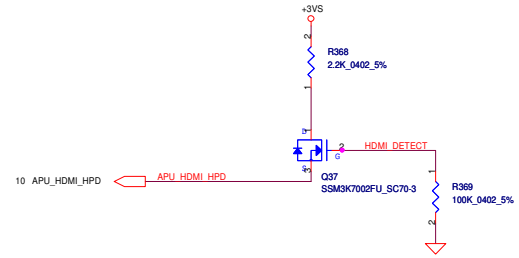 +3VS
2
R368
2.2K_0402_5%
1
D
1
2
HDMI_DETECT
G
S
3
Q37
SSM3K7002FU_SC70-3
10 APU_HDMI_HPD
APU_HDMI_HPD
1
R369
100K_0402_5%
2